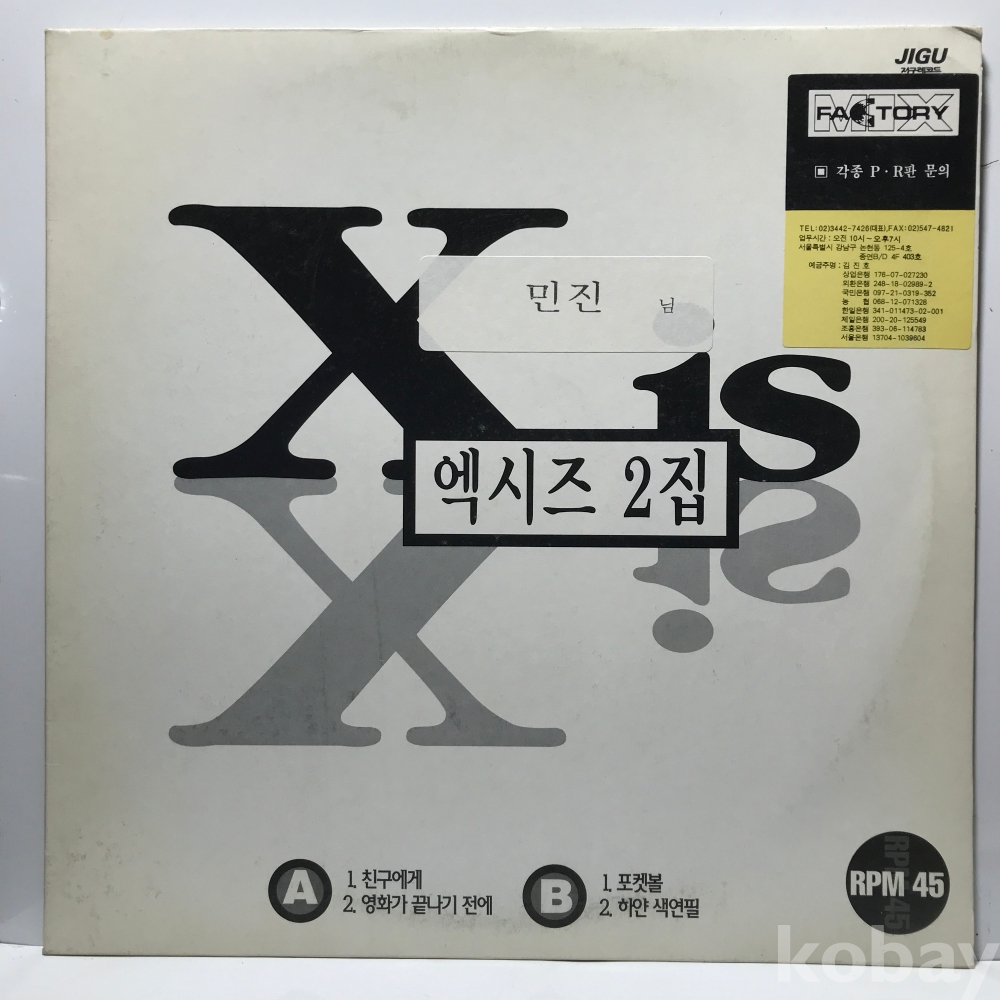 JIGU
지구레코드
MIX
FACTORY
▣ 각종 P·R판 문의
TEL:02)3442-7426(대표),FAX:02)547-4821
업무시간 : 오전 10시~오후7시
서울특별시 강남구 논현동 125-4호
종연B/D 4F 403호
예금주명 : 김 진 호
상업은행 176-07-027230
외환은행 248-18-02989-2
국민은행 097-21-0319-352
농 협 068-12-071328
한일은행 341-011473-02-001
제일은행 200-20-125549
조흥은행 393-06-114783
서울은행 13704-1039604
민진 님
X is
엑시즈 2집
X is
A
1. 친구에게
2. 영화가 끝나기 전에
B
1. 포켓볼
2. 하얀 색연필
RPM 45
RPM 45
kobay